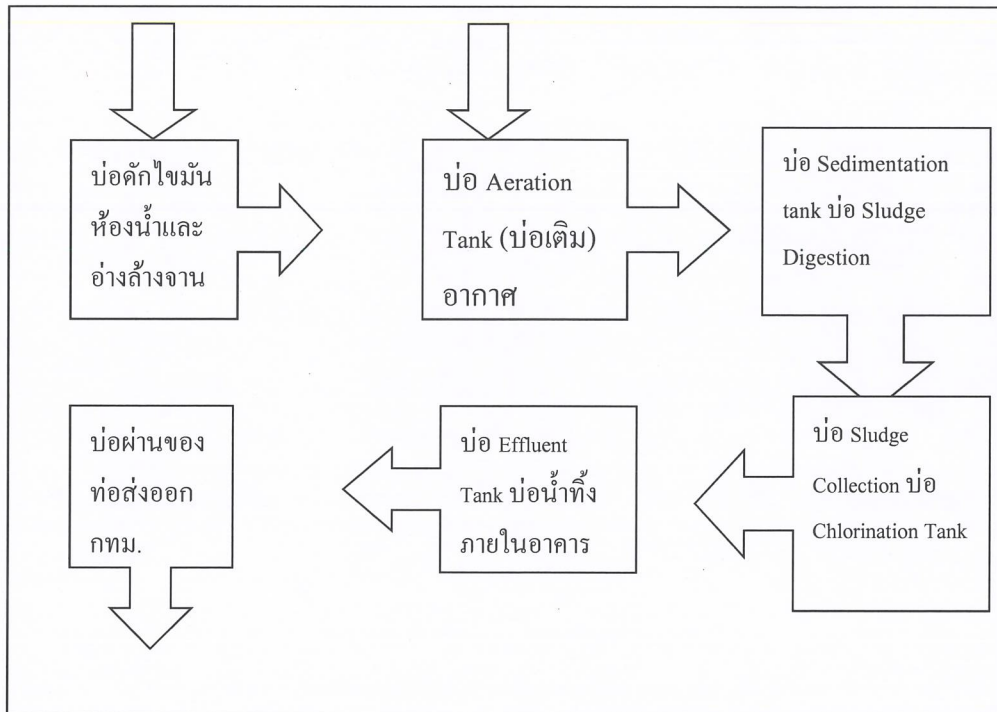 บ่อดักไขมัน
ห้องน้ำและ
อ่างล้างจาน
บ่อ Aeration
Tank (บ่อเติม)
อากาศ
บ่อ Sedimentation
tank บ่อ Sludge
Digestion
บ่อ Sludge
Collection บ่อ
Chlorination Tank
บ่อ Effluent
Tank บ่อน้ำทิ้ง
ภายในอาคาร
บ่อผ่านของ
ท่อส่งออก
กทม.